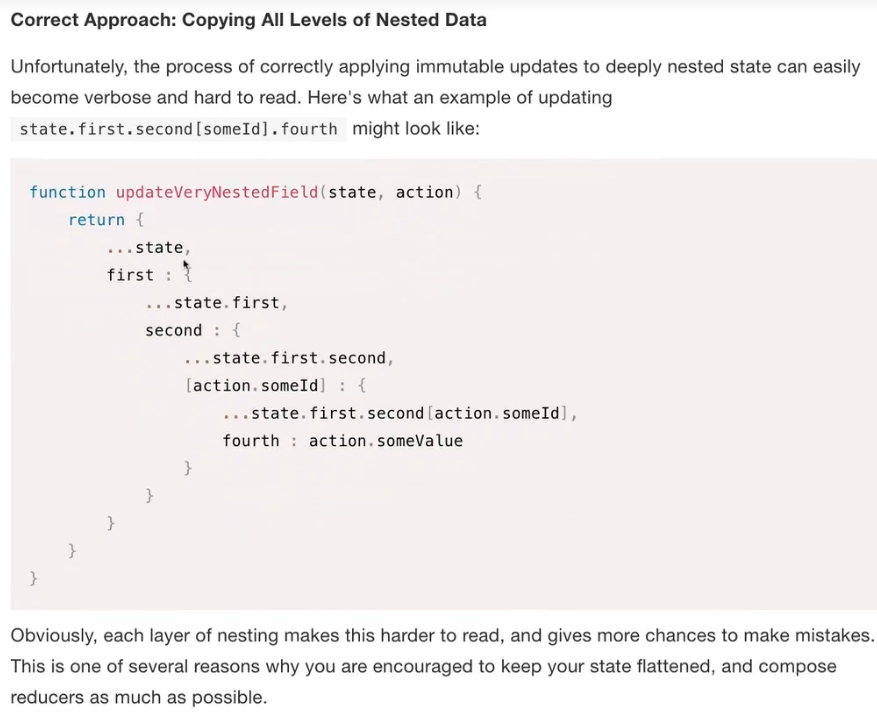 Correct Approach: Copying All Levels of Nested Data
Unfortunately, the process of correctly applying immutable updates to deeply nested state can easily
become verbose and hard to read. Here's what an example of updating
state.first.second[someId].fourth might look like:
function updateVeryNestedField(state, action) {
    return {
        ...state,
        first : {
            ...state.first,
            second : {
                ...state.first.second,
                [action.someId] : {
                    ...state.first.second[action.someId],
                    fourth : action.someValue
                }
            }
        }
    }
}
Obviously, each layer of nesting makes this harder to read, and gives more chances to make mistakes.
This is one of several reasons why you are encouraged to keep your state flattened, and compose
reducers as much as possible.